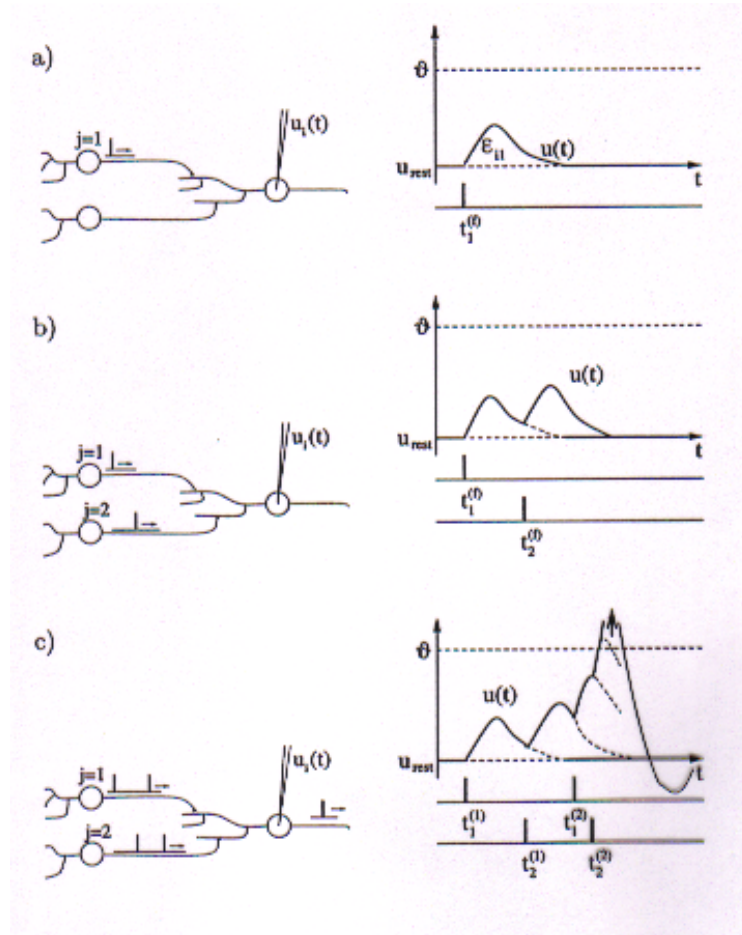 a)
j=1
u_i(t)
ϑ
ε_i1
u(t)
u_rest
t
t_1^(f)
b)
j=1
j=2
u_i(t)
ϑ
u(t)
u_rest
t
t_1^(f)
t_2^(f)
c)
j=1
j=2
u_i(t)
ϑ
u(t)
u_rest
t
t_1^(1)
t_1^(2)
t_2^(1)
t_2^(2)